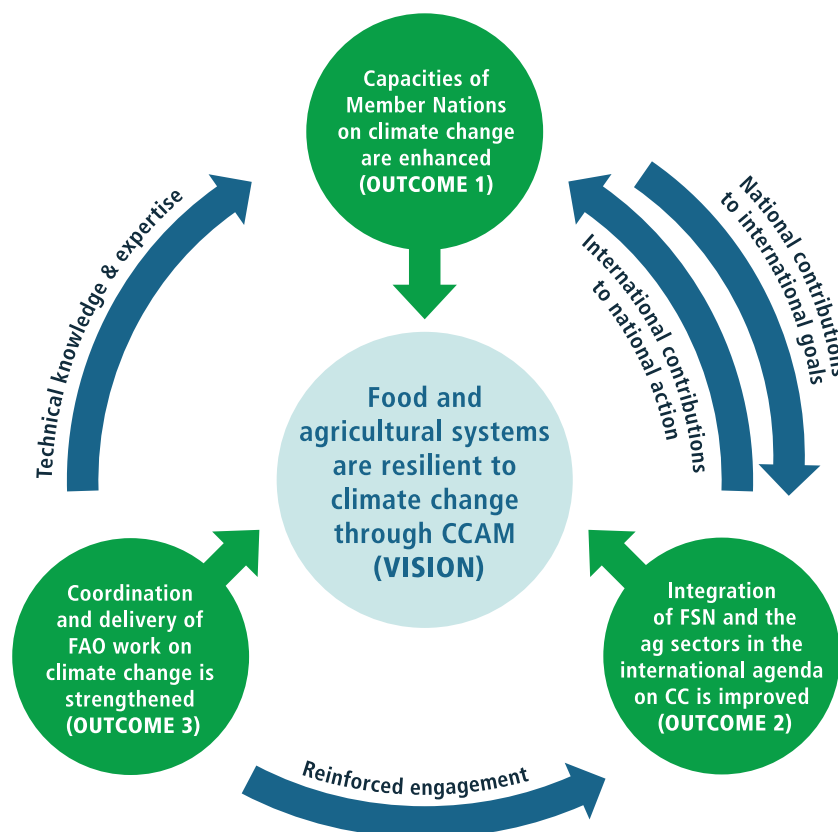 Capacities of
Member Nations
on climate change
are enhanced
(OUTCOME 1)
Technical knowledge & expertise
National contributions
to international goals
International contributions
to national action
Food and
agricultural systems
are resilient to
climate change
through CCAM
(VISION)
Coordination
and delivery of
FAO work on
climate change is
strengthened
(OUTCOME 3)
Integration
of FSN and the
ag sectors in the
international agenda
on CC is improved
(OUTCOME 2)
Reinforced engagement